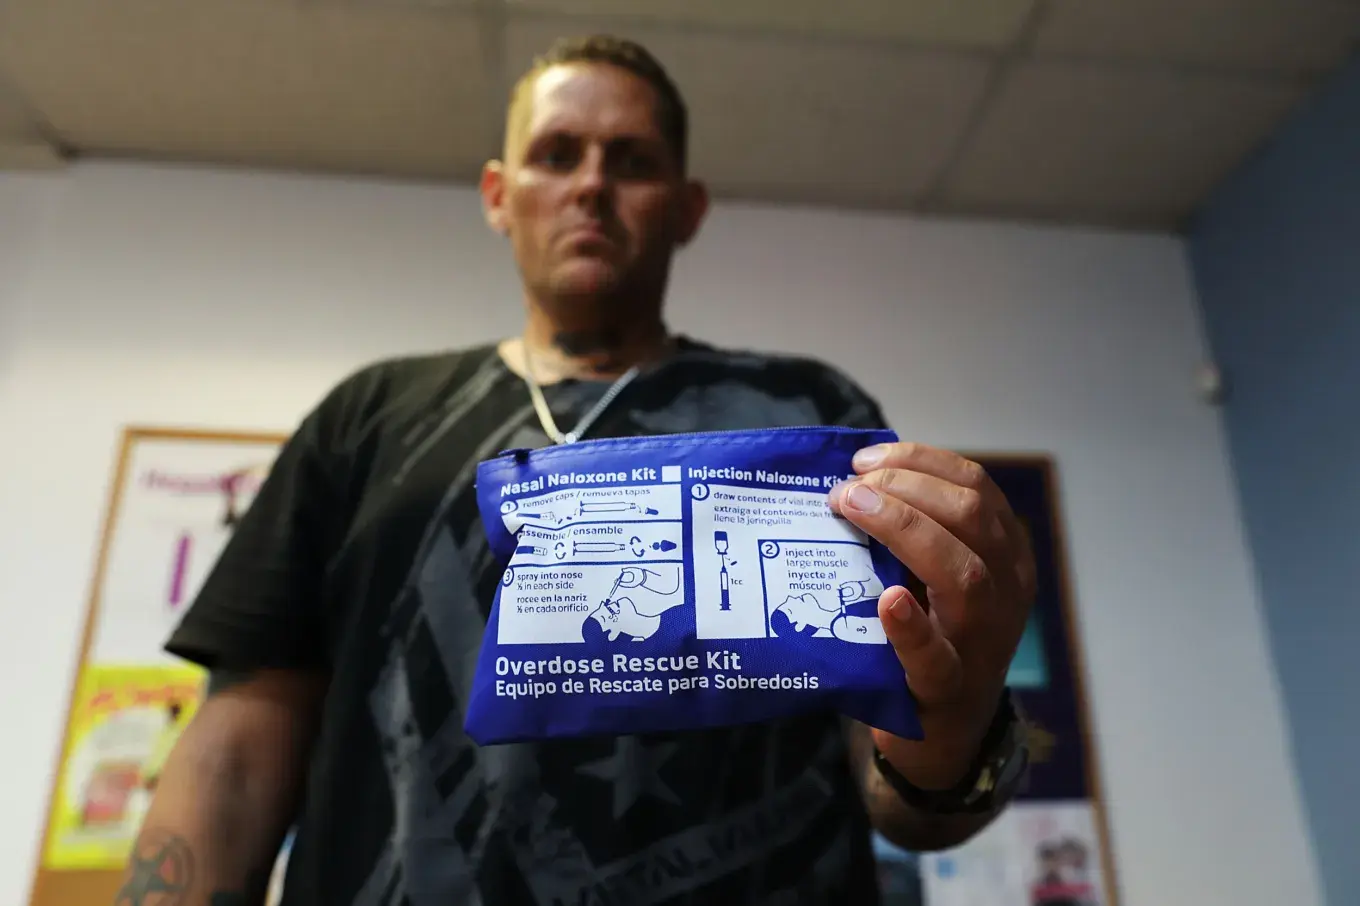 Nasal Naloxone Kit
1 remove caps / remueva tapas
assemble / ensamble
3 spray into nose
½ in each side
rocee en la nariz
½ en cada orificio
Injection Naloxone Kit
1 draw contents of vial into
extraiga el contenido del
llene la jeringuilla
1cc
2 inject into
large muscle
inyecte al
músculo
Overdose Rescue Kit
Equipo de Rescate para Sobredosis